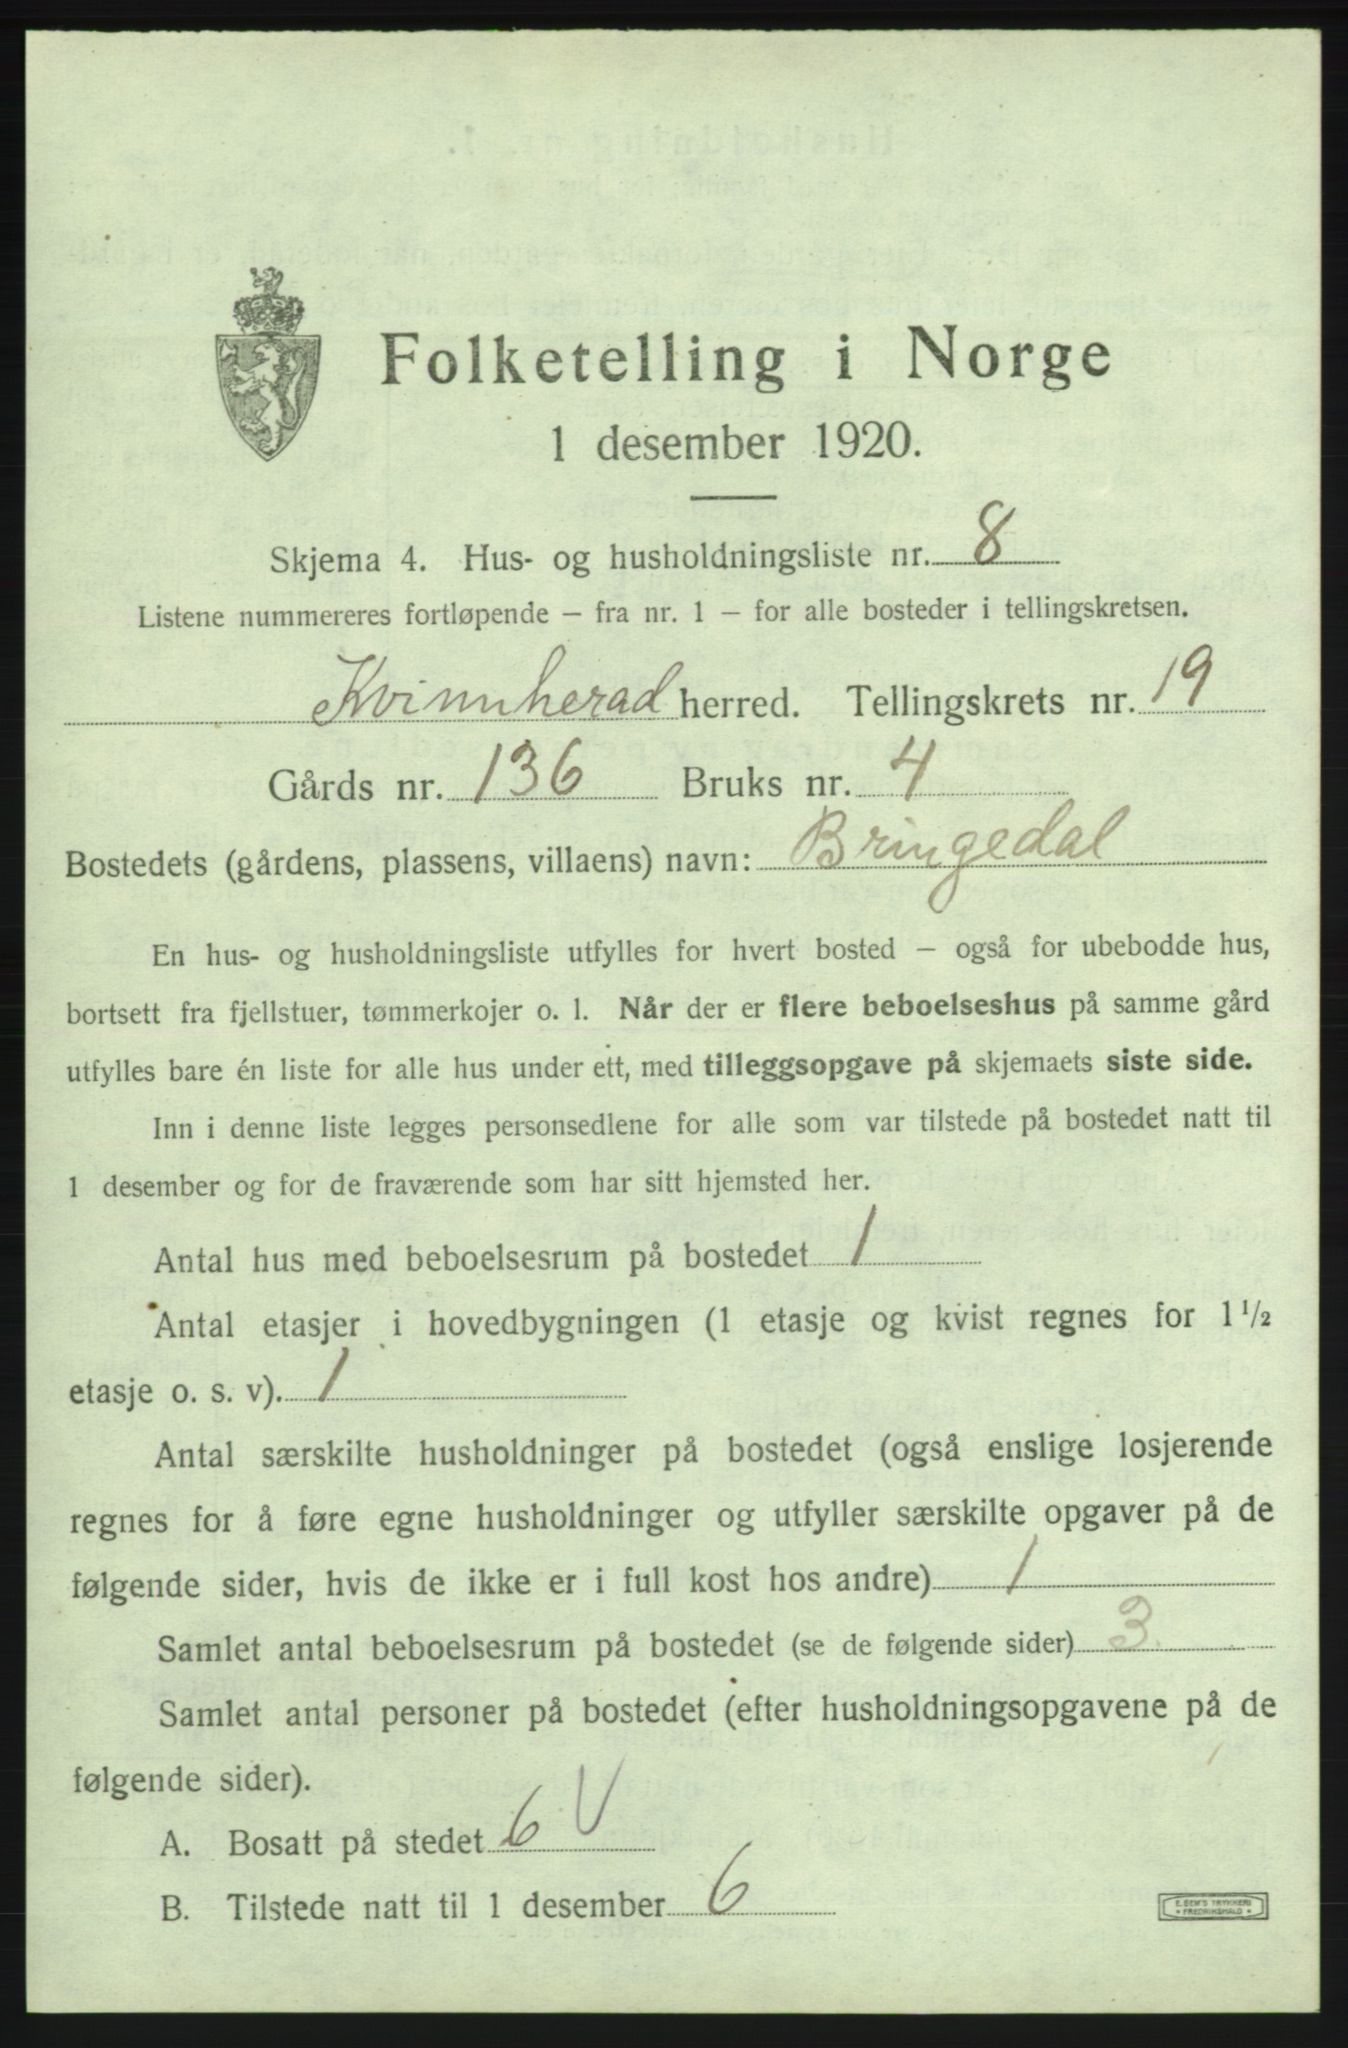 Folketelling i Norge
1 desember 1920.
Skjema 4. Hus- og husholdningsliste nr. 8
Listene nummereres fortløpende – fra nr. 1 – for alle bosteder i tellingskretsen.
Kvinnherad herred. Tellingskrets nr. 19
Gårds nr. 136 Bruks nr. 4
Bostedets (gårdens, plassens, villaens) navn: Bringedal
En hus- og husholdningsliste utfylles for hvert bosted – også for ubebodde hus,
bortsett fra fjellstuer, tømmerkojer o. l. Når der er flere beboelseshus på samme gård
utfylles bare én liste for alle hus under ett, med tilleggsopgave på skjemaets siste side.
Inn i denne liste legges personsedlene for alle som var tilstede på bostedet natt til
1 desember og for de fraværende som har sitt hjemsted her.
Antal hus med beboelsesrum på bostedet 1
Antal etasjer i hovedbygningen (1 etasje og kvist regnes for 1 1/2
etasje o. s. v). 1
Antal særskilte husholdninger på bostedet (også enslige losjerende
regnes for å føre egne husholdninger og utfyller særskilte opgaver på de
følgende sider, hvis de ikke er i full kost hos andre) 1
Samlet antal beboelsesrum på bostedet (se de følgende sider) 3
Samlet antal personer på bostedet (efter husholdningsopgavene på de
følgende sider).
A. Bosatt på stedet 6 V
B. Tilstede natt til 1 desember 6
E. SEM'S TRYKKERI
• FREDRIKSHALD •